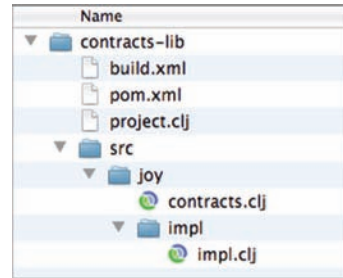 Name
contracts-lib
build.xml
pom.xml
project.clj
src
joy
contracts.clj
impl
impl.clj